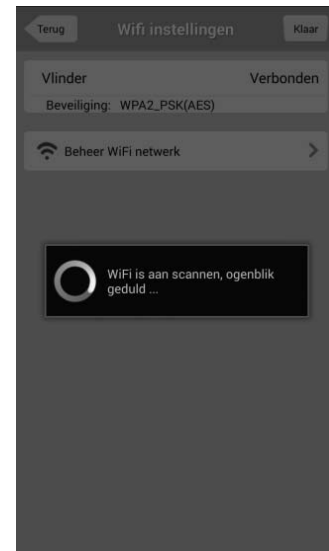 Terug Wifi instellingen Klaar
Vlinder Verbonden
Beveiliging: WPA2_PSK(AES)
Beheer WiFi netwerk
WiFi is aan scannen, ogenblik
geduld ...